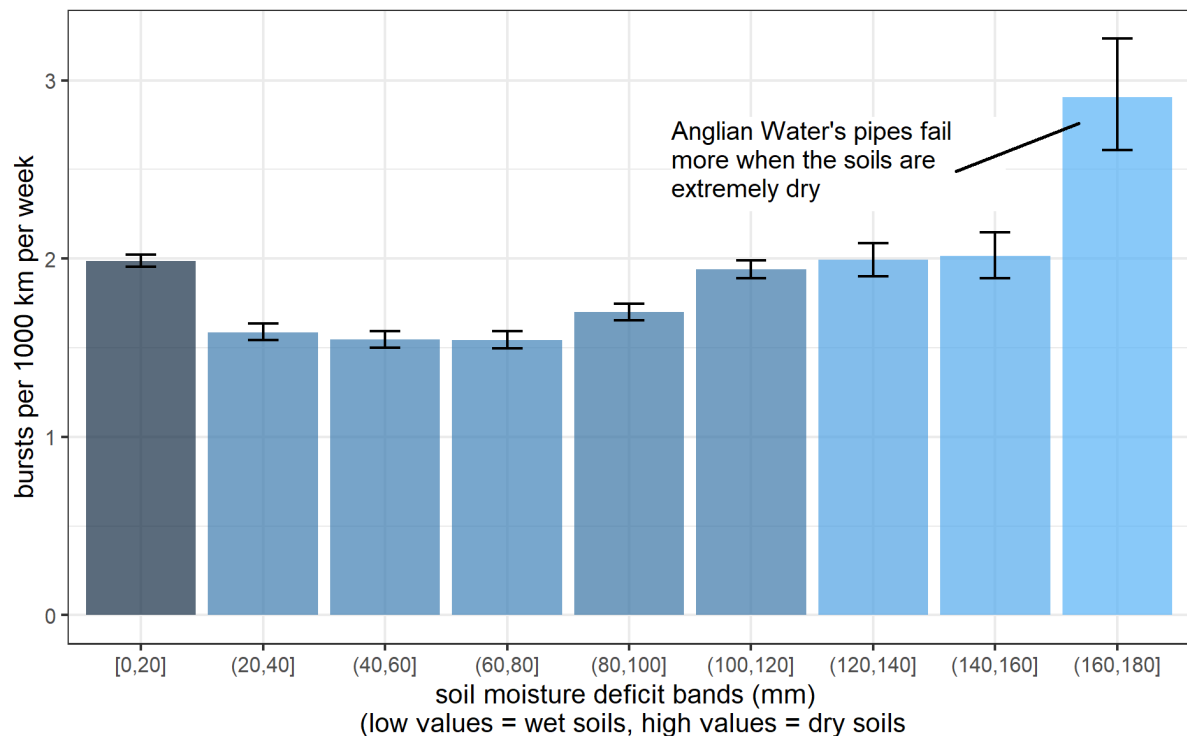 3
2
1
0
bursts per 1000 km per week
Anglian Water's pipes fail
more when the soils are
extremely dry
[0,20] (20,40] (40,60] (60,80] (80,100] (100,120] (120,140] (140,160] (160,180]
soil moisture deficit bands (mm)
(low values = wet soils, high values = dry soils